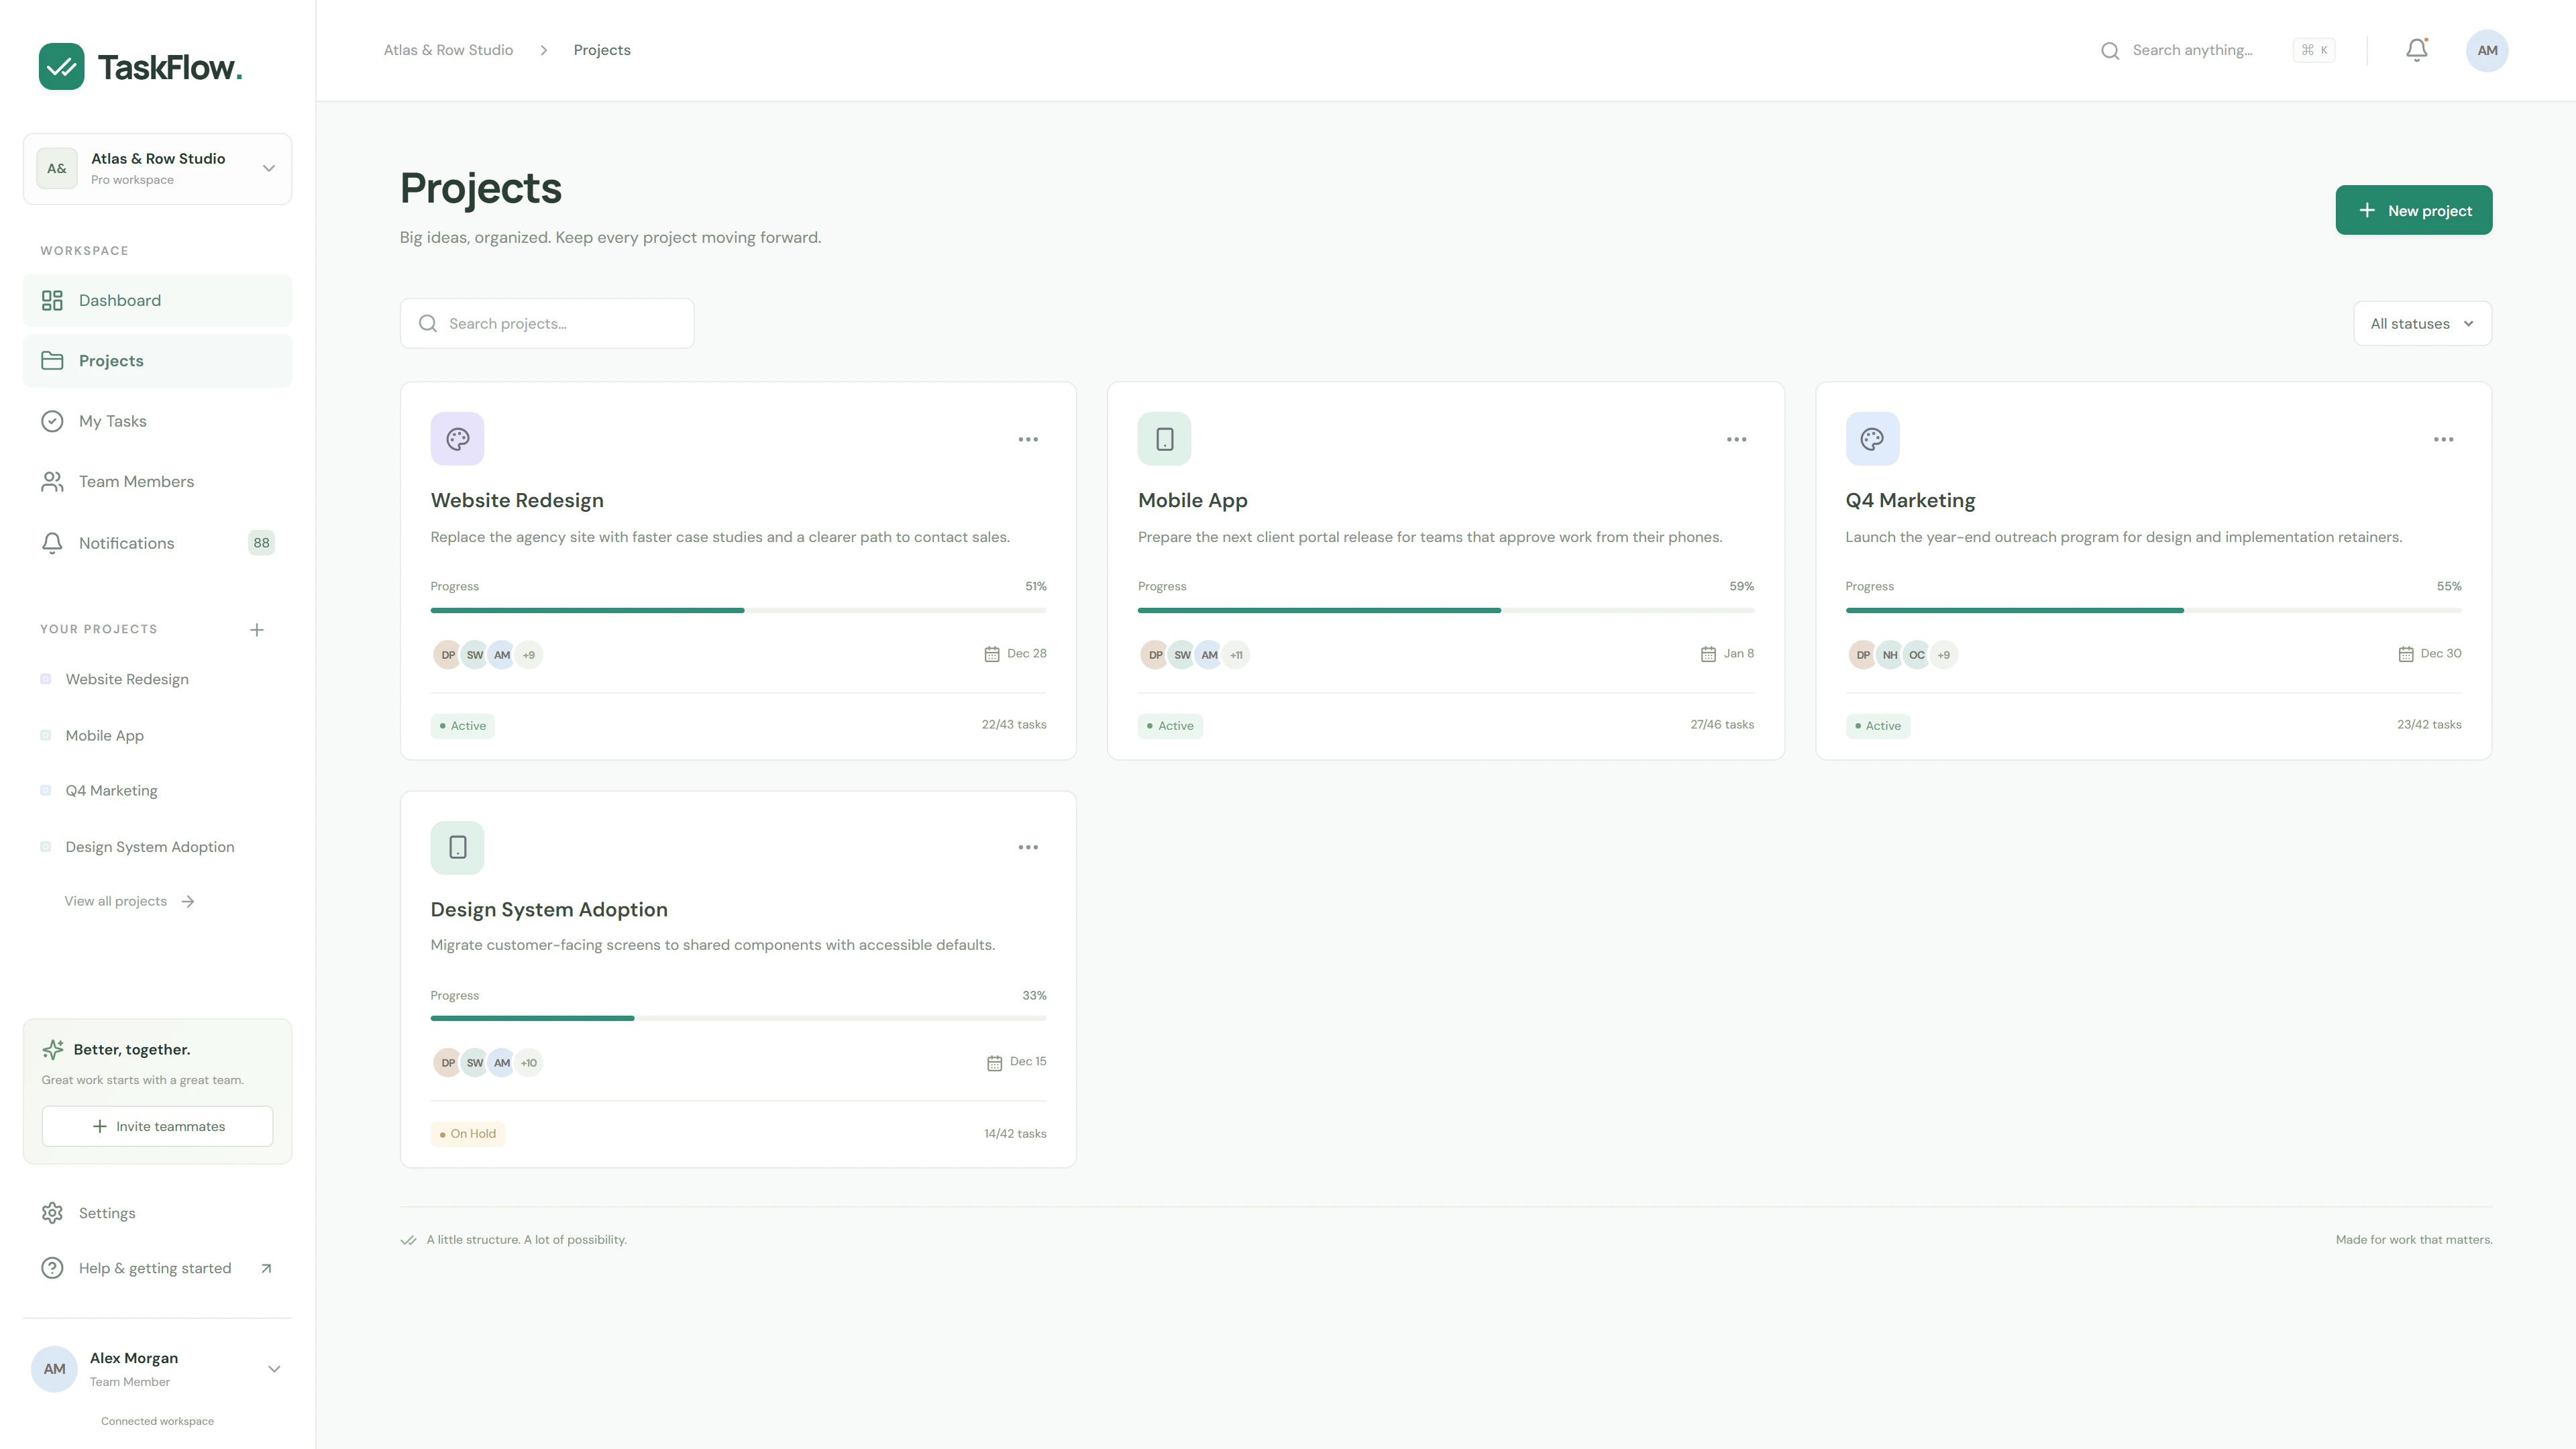 TaskFlow.
A&
Atlas & Row Studio
Pro workspace
WORKSPACE
Dashboard
Projects
My Tasks
Team Members
Notifications
88
YOUR PROJECTS
Website Redesign
Mobile App
Q4 Marketing
Design System Adoption
View all projects
Better, together.
Great work starts with a great team.
Invite teammates
Settings
Help & getting started
AM
Alex Morgan
Team Member
Connected workspace
Atlas & Row Studio > Projects
Search anything...
⌘ K
AM
Projects
Big ideas, organized. Keep every project moving forward.
New project
Search projects...
All statuses
Website Redesign
Replace the agency site with faster case studies and a clearer path to contact sales.
Progress 51%
DP SW AM +9 Dec 28
Active 22/43 tasks
Mobile App
Prepare the next client portal release for teams that approve work from their phones.
Progress 59%
DP SW AM +11 Jan 8
Active 27/46 tasks
Q4 Marketing
Launch the year-end outreach program for design and implementation retainers.
Progress 55%
DP NH OC +9 Dec 30
Active 23/42 tasks
Design System Adoption
Migrate customer-facing screens to shared components with accessible defaults.
Progress 33%
DP SW AM +10 Dec 15
On Hold 14/42 tasks
A little structure. A lot of possibility.
Made for work that matters.